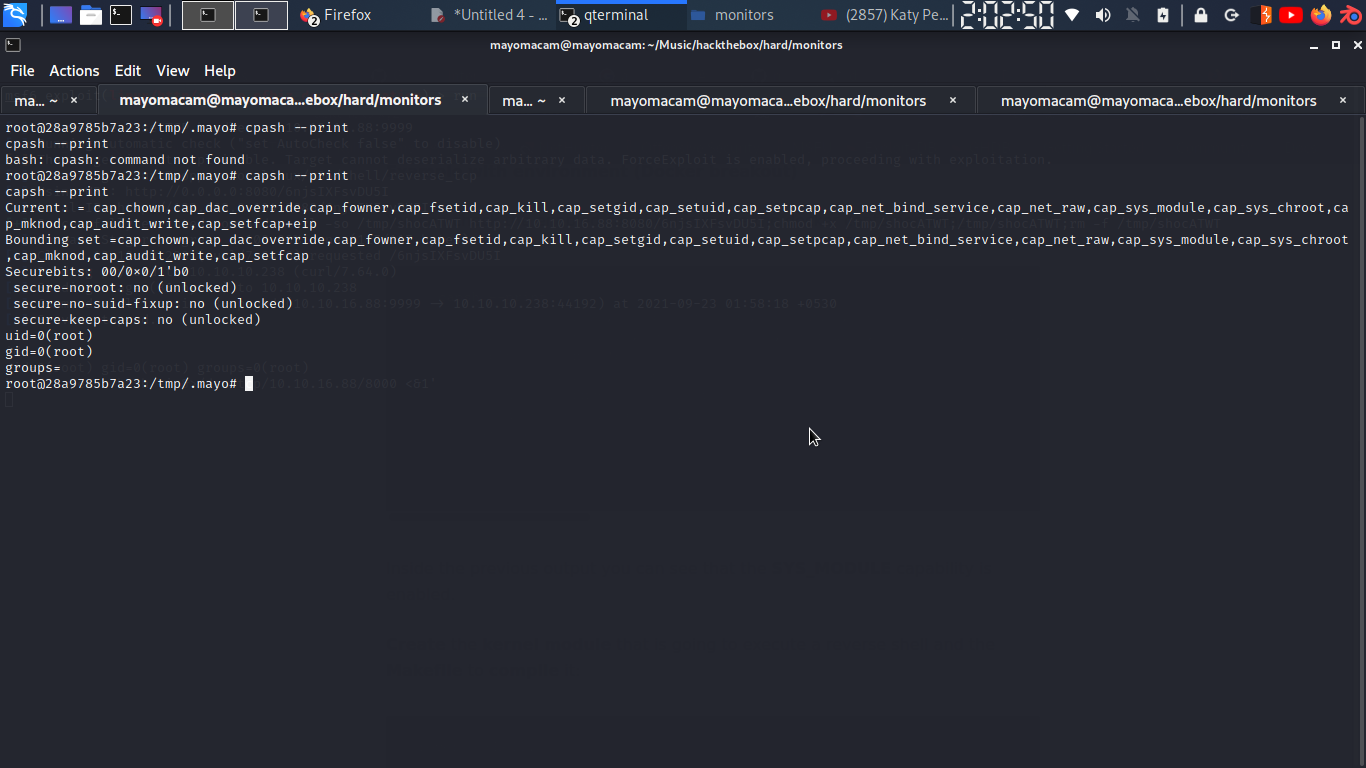 Firefox
*Untitled 4 - ...
qterminal
monitors
(2857) Katy Pe...
2:02:50
mayomacam@mayomacam: ~/Music/hackthebox/hard/monitors
File Actions Edit View Help
ma... ~ × mayomacam@mayomaca...ebox/hard/monitors × ma... ~ × mayomacam@mayomaca...ebox/hard/monitors × mayomacam@mayomaca...ebox/hard/monitors ×
root@28a9785b7a23:/tmp/.mayo# cpash --print
cpash --print
bash: cpash: command not found
root@28a9785b7a23:/tmp/.mayo# capsh --print
capsh --print
Current: = cap_chown,cap_dac_override,cap_fowner,cap_fsetid,cap_kill,cap_setgid,cap_setuid,cap_setpcap,cap_net_bind_service,cap_net_raw,cap_sys_module,cap_sys_chroot,ca
p_mknod,cap_audit_write,cap_setfcap+eip
Bounding set =cap_chown,cap_dac_override,cap_fowner,cap_fsetid,cap_kill,cap_setgid,cap_setuid,cap_setpcap,cap_net_bind_service,cap_net_raw,cap_sys_module,cap_sys_chroot
,cap_mknod,cap_audit_write,cap_setfcap
Securebits: 00/0×0/1'b0
secure-noroot: no (unlocked)
secure-no-suid-fixup: no (unlocked)
secure-keep-caps: no (unlocked)
uid=0(root)
gid=0(root)
groups=
root@28a9785b7a23:/tmp/.mayo#